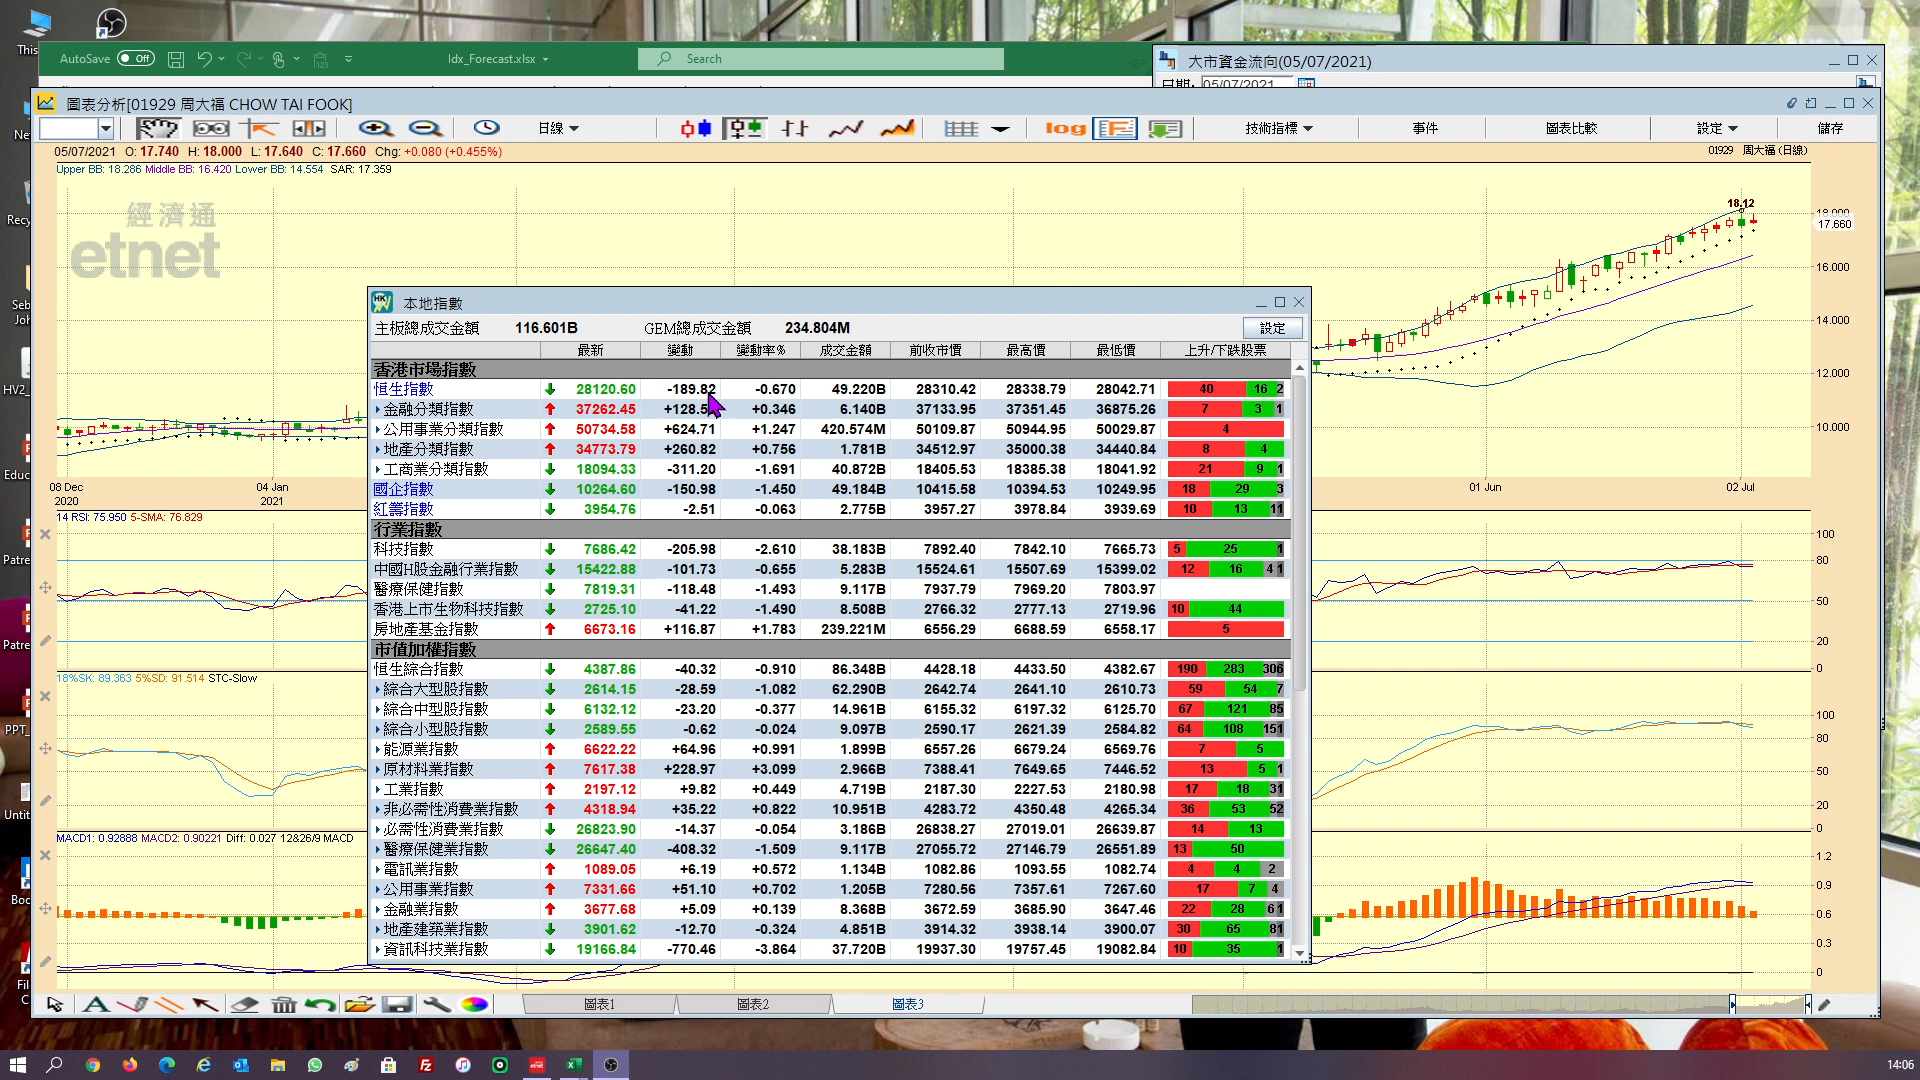 This
AutoSave Off Idx_Forecast.xlsx Search
大市資金流向(05/07/2021)
日期: 05/07/2021
圖表分析[01929 周大福 CHOW TAI FOOK]
日線 log 技術指標 事件 圖表比較 設定 儲存
05/07/2021 O: 17.740 H: 18.000 L: 17.640 C: 17.660 Chg: +0.080 (+0.455%)
01929 周大福 (日線)
Upper BB: 18.286 Middle BB: 16.420 Lower BB: 14.554 SAR: 17.359
經濟通
etnet
18.12
18.000
17.660
16.000
14.000
12.000
10.000
08 Dec 2020
04 Jan 2021
01 Jun
02 Jul
本地指數
主板總成交金額 116.601B GEM總成交金額 234.804M 設定
最新 變動 變動率% 成交金額 前收市價 最高價 最低價 上升/下跌股票
香港市場指數
恒生指數 28120.60 -189.82 -0.670 49.220B 28310.42 28338.79 28042.71 40 16 2
金融分類指數 37262.45 +128.5 +0.346 6.140B 37133.95 37351.45 36875.26 7 3 1
公用事業分類指數 50734.58 +624.71 +1.247 420.574M 50109.87 50944.95 50029.87 4
地產分類指數 34773.79 +260.82 +0.756 1.781B 34512.97 35000.38 34440.84 8 4
工商業分類指數 18094.33 -311.20 -1.691 40.872B 18405.53 18385.38 18041.92 21 9 1
國企指數 10264.60 -150.98 -1.450 49.184B 10415.58 10394.53 10249.95 18 29 3
紅籌指數 3954.76 -2.51 -0.063 2.775B 3957.27 3978.84 3939.69 10 13 11
行業指數
科技指數 7686.42 -205.98 -2.610 38.183B 7892.40 7842.10 7665.73 5 25 1
中國H股金融行業指數 15422.88 -101.73 -0.655 5.283B 15524.61 15507.69 15399.02 12 16 4 1
醫療保健指數 7819.31 -118.48 -1.493 9.117B 7937.79 7969.20 7803.97
香港上市生物科技指數 2725.10 -41.22 -1.490 8.508B 2766.32 2777.13 2719.96 10 44
房地產基金指數 6673.16 +116.87 +1.783 239.221M 6556.29 6688.59 6558.17 5
市值加權指數
恒生綜合指數 4387.86 -40.32 -0.910 86.348B 4428.18 4433.50 4382.67 190 283 306
綜合大型股指數 2614.15 -28.59 -1.082 62.290B 2642.74 2641.10 2610.73 59 54 7
綜合中型股指數 6132.12 -23.20 -0.377 14.961B 6155.32 6197.32 6125.70 67 121 85
綜合小型股指數 2589.55 -0.62 -0.024 9.097B 2590.17 2621.39 2584.82 64 108 151
能源業指數 6622.22 +64.96 +0.991 1.899B 6557.26 6679.24 6569.76 7 5
原材料業指數 7617.38 +228.97 +3.099 2.966B 7388.41 7649.65 7446.52 13 5 1
工業指數 2197.12 +9.82 +0.449 4.719B 2187.30 2227.53 2180.98 17 18 31
非必需性消費業指數 4318.94 +35.22 +0.822 10.951B 4283.72 4350.48 4265.34 36 53 52
必需性消費業指數 26823.90 -14.37 -0.054 3.186B 26838.27 27019.01 26639.87 14 13
醫療保健業指數 26647.40 -408.32 -1.509 9.117B 27055.72 27146.79 26551.89 13 50
電訊業指數 1089.05 +6.19 +0.572 1.134B 1082.86 1093.55 1082.74 4 4 2
公用事業指數 7331.66 +51.10 +0.702 1.205B 7280.56 7357.61 7267.60 17 7 4
金融業指數 3677.68 +5.09 +0.139 8.368B 3672.59 3685.90 3647.46 22 28 6 1
地產建築業指數 3901.62 -12.70 -0.324 4.851B 3914.32 3938.14 3900.07 30 65 81
資訊科技業指數 19166.84 -770.46 -3.864 37.720B 19937.30 19757.45 19082.84 10 35 1
14 RSI: 75.950 5-SMA: 76.829
100
80
50
20
0
18%SK: 89.363 5%SD: 91.514 STC-Slow
100
80
50
20
0
MACD1: 0.92888 MACD2: 0.90221 Diff: 0.027 12&26/9 MACD
1.2
0.9
0.6
0.3
0
圖表1 圖表2 圖表3
14:06